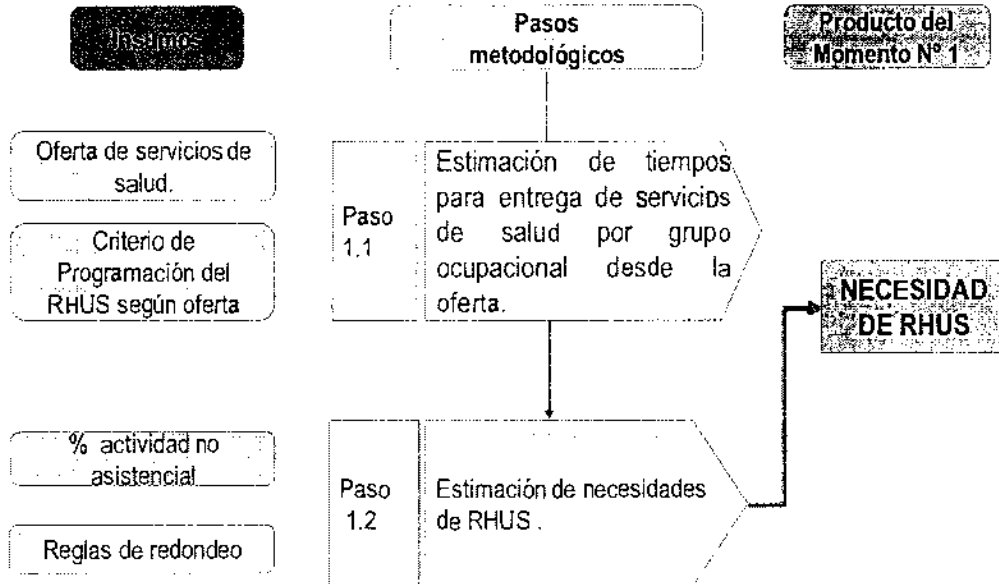 Insumos
Pasos
metodológicos
Producto del
Momento N° 1
Oferta de servicios de
salud.
Criterio de
Programación del
RHUS según oferta
Paso
1.1
Estimación de tiempos
para entrega de servicios
de salud por grupo
ocupacional desde la
oferta.
NECESIDAD
DE RHUS
% actividad no
asistencial
Reglas de redondeo
Paso
1.2
Estimación de necesidades
de RHUS .